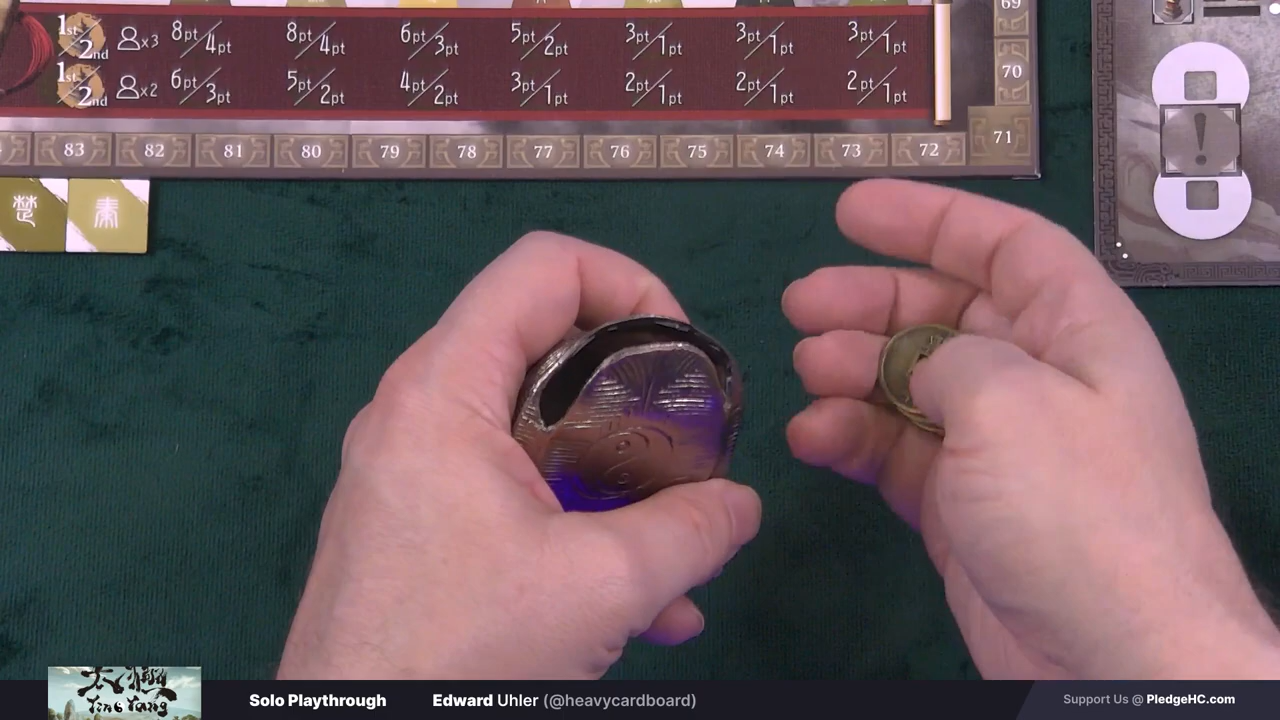 69
1st/2nd x3 8pt/4pt 8pt/4pt 6pt/3pt 5pt/2pt 3pt/1pt 3pt/1pt 3pt/1pt
1st/2nd x2 6pt/3pt 5pt/2pt 4pt/2pt 3pt/1pt 2pt/1pt 2pt/1pt 2pt/1pt
70
83 82 81 80 79 78 77 76 75 74 73 72 71
!
楚 秦
Ting Tang
Solo Playthrough Edward Uhler (@heavycardboard) Support Us @ PledgeHC.com